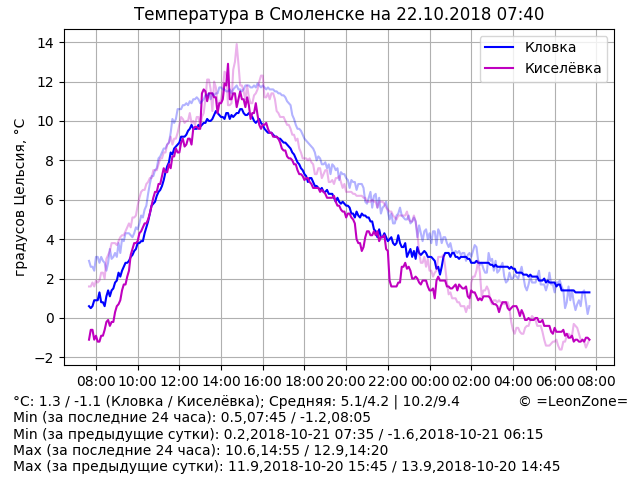 Температура в Смоленске на 22.10.2018 07:40
Кловка
Киселёвка
градусов Цельсия, °C
14
12
10
8
6
4
2
0
−2
08:00 10:00 12:00 14:00 16:00 18:00 20:00 22:00 00:00 02:00 04:00 06:00 08:00
°C: 1.3 / -1.1 (Кловка / Киселёвка); Средняя: 5.1/4.2 | 10.2/9.4 © =LeonZone=
Min (за последние 24 часа): 0.5,07:45 / -1.2,08:05
Min (за предыдущие сутки): 0.2,2018-10-21 07:35 / -1.6,2018-10-21 06:15
Max (за последние 24 часа): 10.6,14:55 / 12.9,14:20
Max (за предыдущие сутки): 11.9,2018-10-20 15:45 / 13.9,2018-10-20 14:45